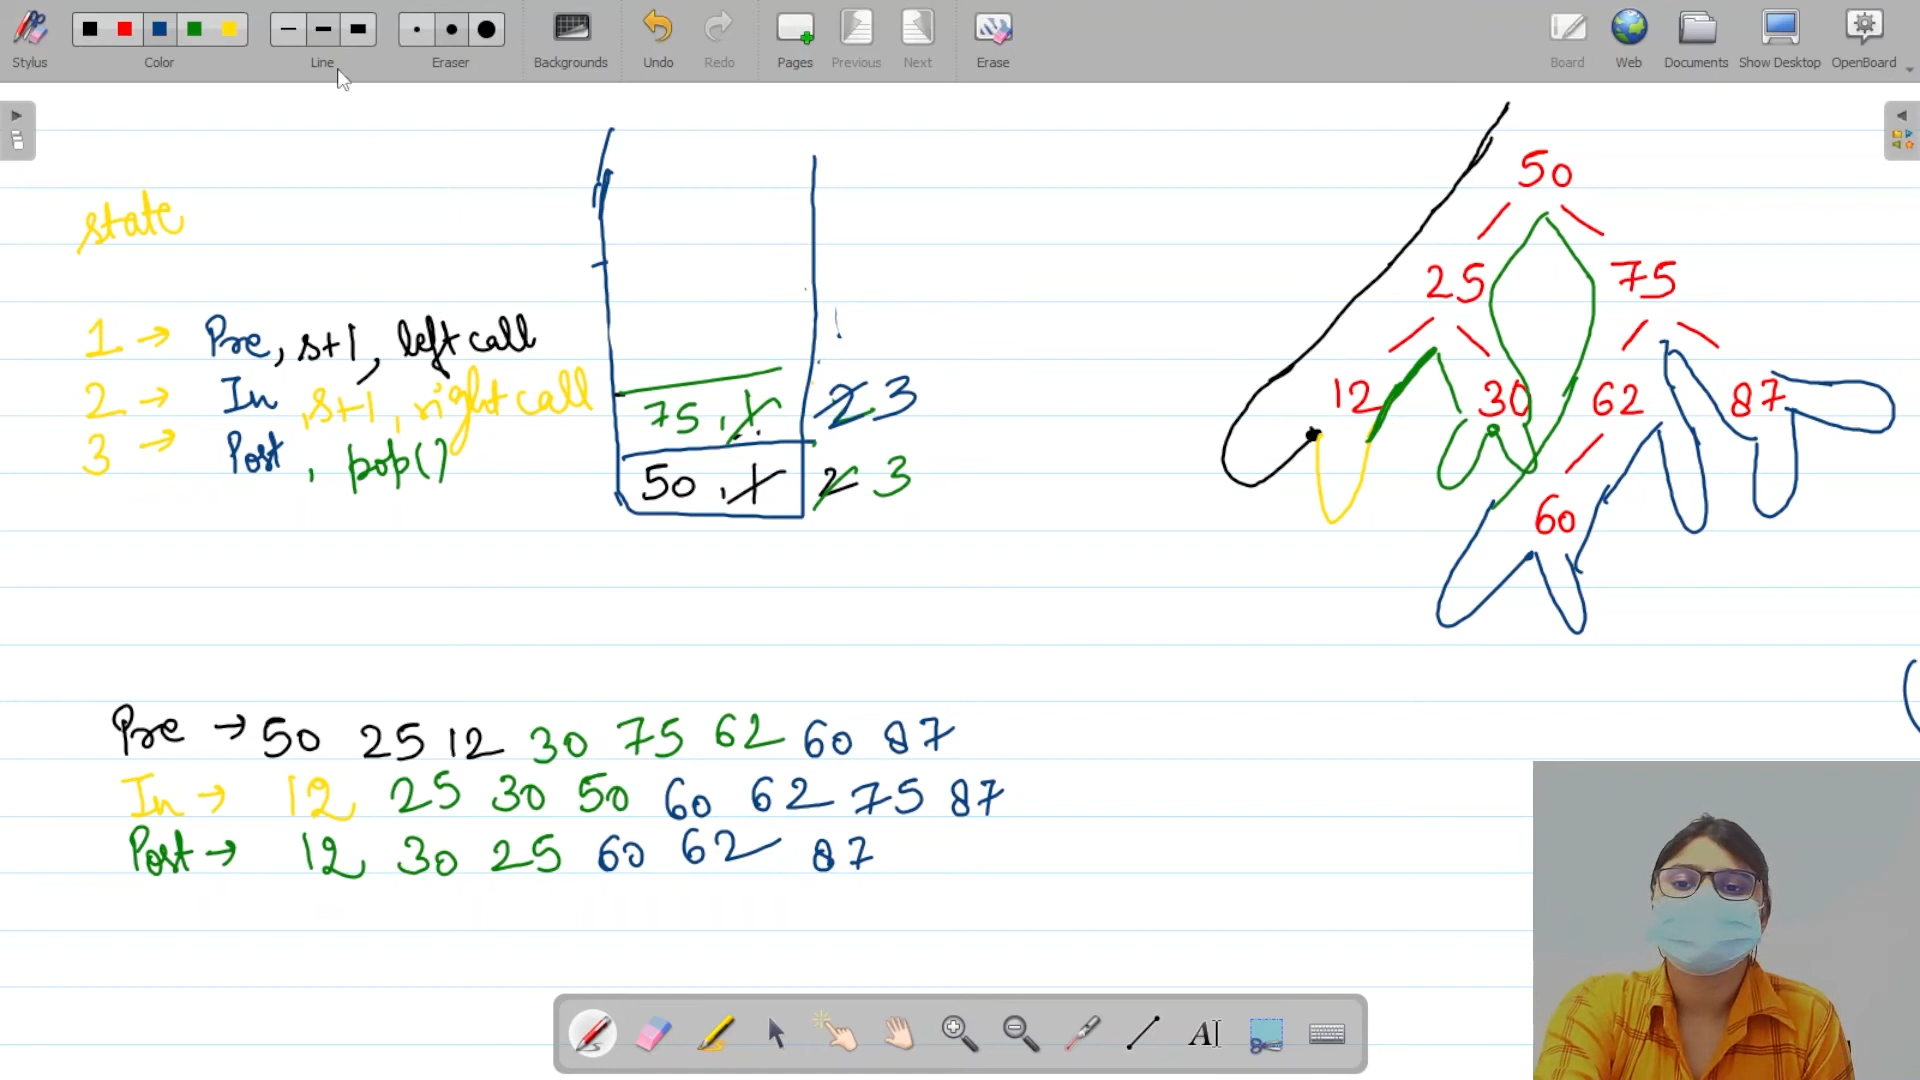 Stylus Color Line Eraser Backgrounds Undo Redo Pages Previous Next Erase Board Web Documents Show Desktop OpenBoard
state
1 → Pre, s+1, left call
2 → In, s+1, right call
3 → Post, pop()
75, 1 2 3
50, 1 2 3
50
25 75
12 30 62 87
60
Pre → 50 25 12 30 75 62 60 87
In → 12 25 30 50 60 62 75 87
Post → 12 30 25 60 62 87